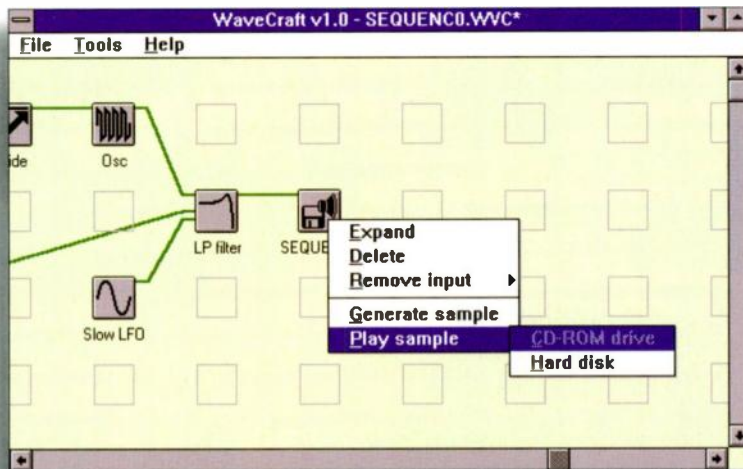 WaveCraft v1.0 - SEQUENC0.WVC*
File Tools Help
ide
Osc
LP filter
SEQUE
Slow LFO
Expand
Delete
Remove input
Generate sample
Play sample
CD-ROM drive
Hard disk